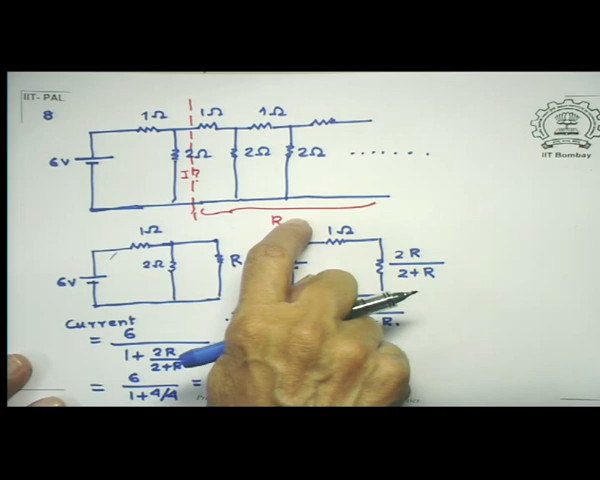 IIT-PAL
8
1Ω 1Ω 1Ω
6V 2Ω 2Ω 2Ω ........
I?
IIT Bombay
R
1Ω 1Ω
6V 2Ω R 2R
2+R
R.
Current
= 6
1 + 2R
2+R
= 6 =
1+4/4